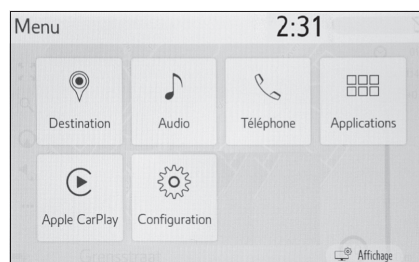 Menu 2:31
Destination Audio Téléphone Applications
Apple CarPlay Configuration
Affichage